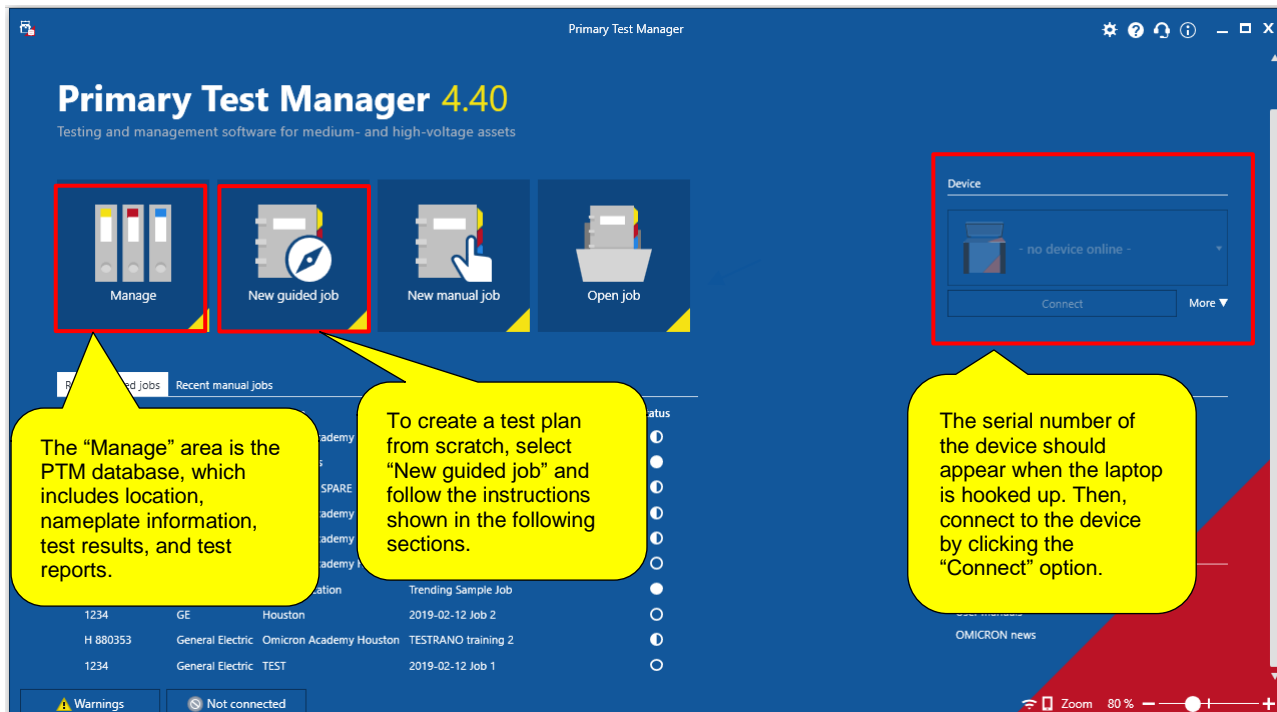 Primary Test Manager
Primary Test Manager 4.40
Testing and management software for medium- and high-voltage assets
Device
- no device online -
Connect
More ▼
Manage
New guided job
New manual job
Open job
ed jobs
Recent manual jobs
The “Manage” area is the
PTM database, which
includes location,
nameplate information,
test results, and test
reports.
To create a test plan
from scratch, select
“New guided job” and
follow the instructions
shown in the following
sections.
The serial number of
the device should
appear when the laptop
is hooked up. Then,
connect to the device
by clicking the
“Connect” option.
SPARE
Trending Sample Job
1234 GE Houston 2019-02-12 Job 2
H 880353 General Electric Omicron Academy Houston TESTRANO training 2
1234 General Electric TEST 2019-02-12 Job 1
OMICRON news
Warnings
Not connected
Zoom 80 %